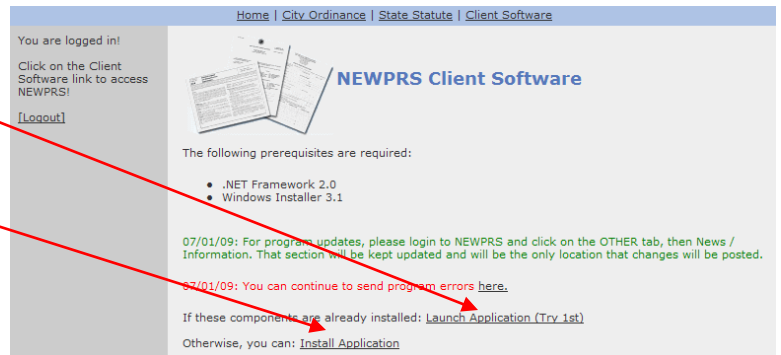 Home | City Ordinance | State Statute | Client Software
You are logged in!
Click on the Client
Software link to access
NEWPRS!
[Logout]
NEWPRS Client Software
The following prerequisites are required:
• .NET Framework 2.0
• Windows Installer 3.1
07/01/09: For program updates, please login to NEWPRS and click on the OTHER tab, then News /
Information. That section will be kept updated and will be the only location that changes will be posted.
07/01/09: You can continue to send program errors here.
If these components are already installed: Launch Application (Try 1st)
Otherwise, you can: Install Application